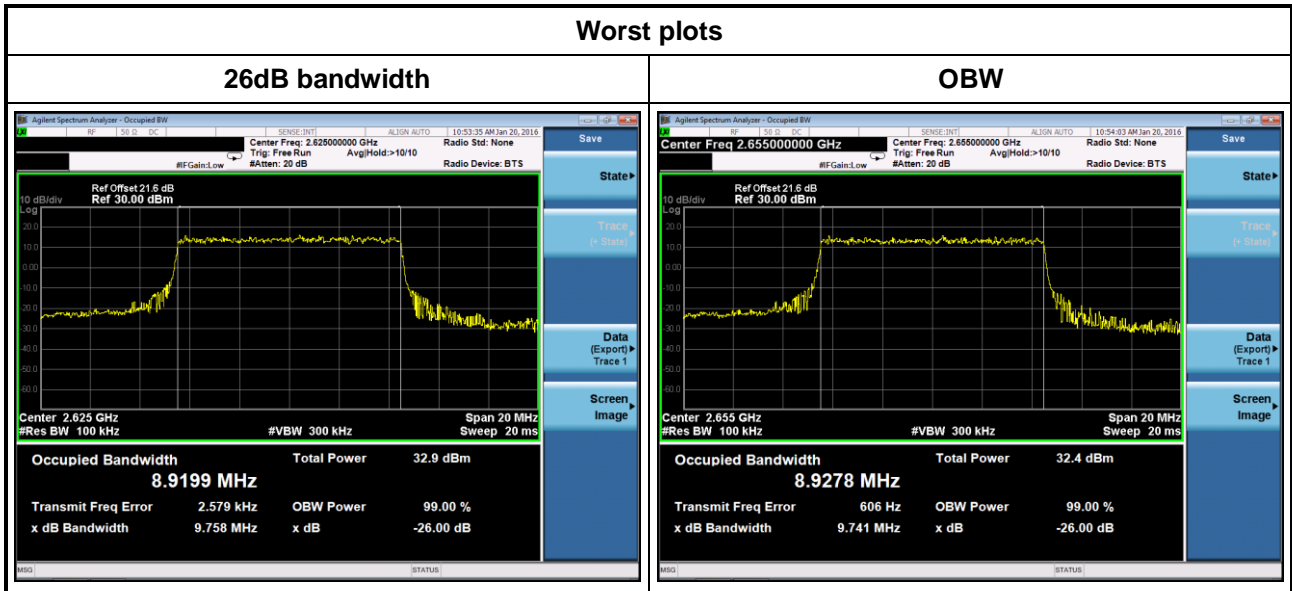 Worst plots
26dB bandwidth
OBW
Agilent Spectrum Analyzer - Occupied BW
RF 50 Ω DC SENSE:INT ALIGN AUTO 10:53:35 AM Jan 20, 2016
Center Freq: 2.625000000 GHz Radio Std: None
Trig: Free Run Avg|Hold:>10/10
#IFGain:Low #Atten: 20 dB Radio Device: BTS
Ref Offset 21.6 dB
10 dB/div Ref 30.00 dBm
Log
20.0
10.0
0.00
-10.0
-20.0
-30.0
-40.0
-50.0
-60.0
Center 2.625 GHz Span 20 MHz
#Res BW 100 kHz #VBW 300 kHz Sweep 20 ms
Occupied Bandwidth Total Power 32.9 dBm
8.9199 MHz
Transmit Freq Error 2.579 kHz OBW Power 99.00 %
x dB Bandwidth 9.758 MHz x dB -26.00 dB
MSG STATUS
Save
State
Trace
(+ State)
Data
(Export)
Trace 1
Screen
Image
Agilent Spectrum Analyzer - Occupied BW
RF 50 Ω DC SENSE:INT ALIGN AUTO 10:54:03 AM Jan 20, 2016
Center Freq 2.655000000 GHz Center Freq: 2.655000000 GHz Radio Std: None
Trig: Free Run Avg|Hold:>10/10
#IFGain:Low #Atten: 20 dB Radio Device: BTS
Ref Offset 21.6 dB
10 dB/div Ref 30.00 dBm
Log
20.0
10.0
0.00
-10.0
-20.0
-30.0
-40.0
-50.0
-60.0
Center 2.655 GHz Span 20 MHz
#Res BW 100 kHz #VBW 300 kHz Sweep 20 ms
Occupied Bandwidth Total Power 32.4 dBm
8.9278 MHz
Transmit Freq Error 606 Hz OBW Power 99.00 %
x dB Bandwidth 9.741 MHz x dB -26.00 dB
MSG STATUS
Save
State
Trace
(+ State)
Data
(Export)
Trace 1
Screen
Image